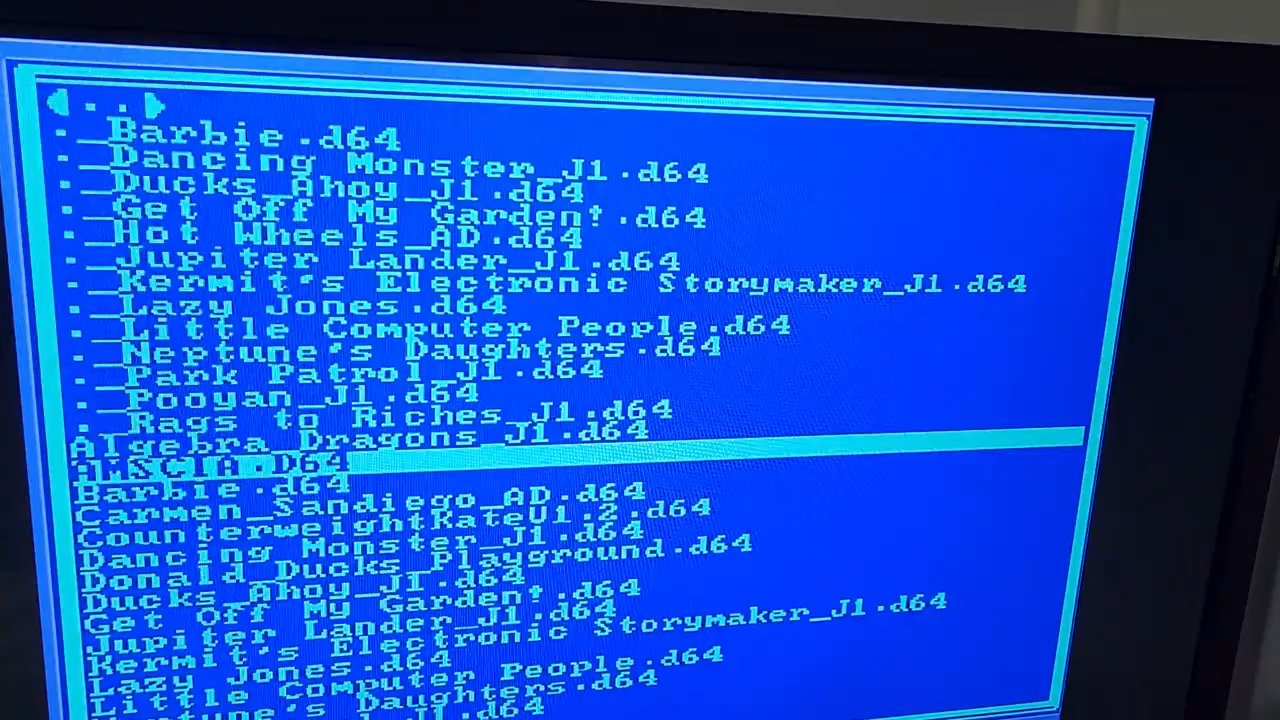 ◀..▶
._Barbie.d64
._Dancing Monster_J1.d64
._Ducks_Ahoy_J1.d64
._Get Off My Garden!.d64
._Hot Wheels_AD.d64
._Jupiter Lander_J1.d64
._Kermit's Electronic Storymaker_J1.d64
._Lazy Jones.d64
._Little Computer People.d64
._Neptune's Daughters.d64
._Park Patrol_J1.d64
._Pooyan_J1.d64
._Rags to Riches_J1.d64
Algebra_Dragons_J1.d64
AMSCIA.D64
Barbie.d64
Carmen_Sandiego_AD.d64
CounterweightKateV1.2.d64
Dancing Monster_J1.d64
Donald_Ducks_Playground.d64
Ducks_Ahoy_J1.d64
Get Off My Garden!.d64
Jupiter Lander_J1.d64
Kermit's Electronic Storymaker_J1.d64
Lazy Jones.d64
Little Computer People.d64
Neptune's Daughters.d64
J1.d64